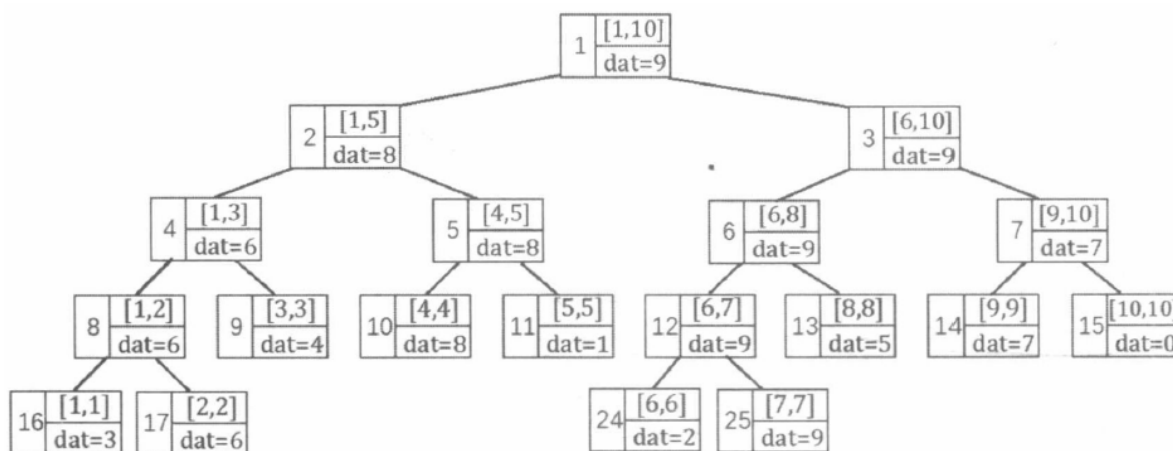 1 [1,10]
dat=9
2 [1,5]
dat=8
3 [6,10]
dat=9
4 [1,3]
dat=6
5 [4,5]
dat=8
6 [6,8]
dat=9
7 [9,10]
dat=7
8 [1,2]
dat=6
9 [3,3]
dat=4
10 [4,4]
dat=8
11 [5,5]
dat=1
12 [6,7]
dat=9
13 [8,8]
dat=5
14 [9,9]
dat=7
15 [10,10]
dat=0
16 [1,1]
dat=3
17 [2,2]
dat=6
24 [6,6]
dat=2
25 [7,7]
dat=9